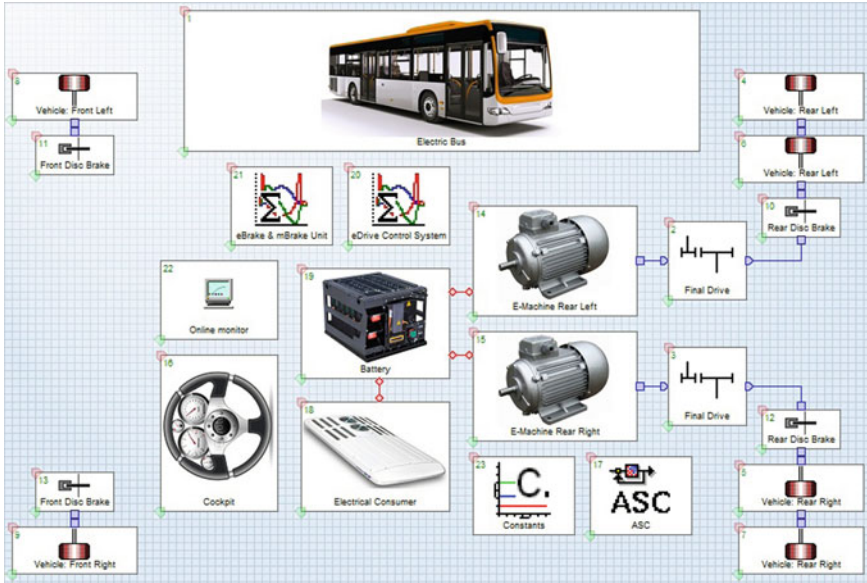 1
Electric Bus
8
Vehicle: Front Left
11
Front Disc Brake
4
Vehicle: Rear Left
6
Vehicle: Rear Left
10
Rear Disc Brake
21
eBrake & mBrake Unit
20
eDrive Control System
14
E-Machine Rear Left
2
Final Drive
22
Online monitor
19
Battery
15
E-Machine Rear Right
3
Final Drive
16
Cockpit
18
Electrical Consumer
12
Rear Disc Brake
13
Front Disc Brake
9
Vehicle: Front Right
23
C.
Constants
17
ASC
ASC
5
Vehicle: Rear Right
7
Vehicle: Rear Right